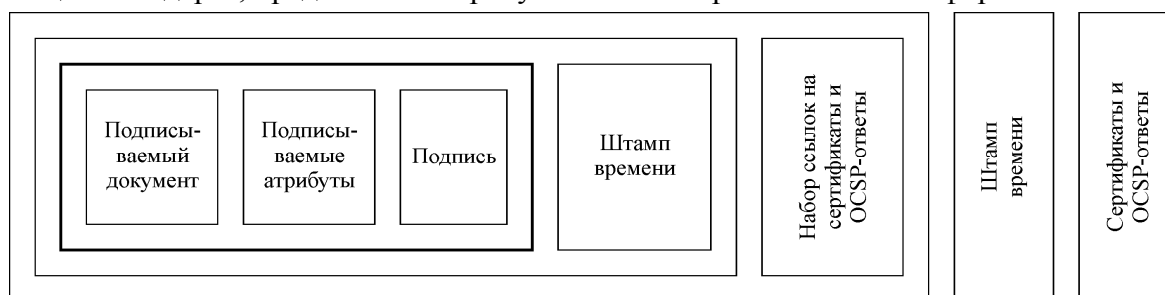 Подписы-
ваемый
документ
Подписы-
ваемые
атрибуты
Подпись
Штамп
времени
Набор ссылок на
сертификаты и
OCSP-ответы
Штамп
времени
Сертификаты и
OCSP-ответы